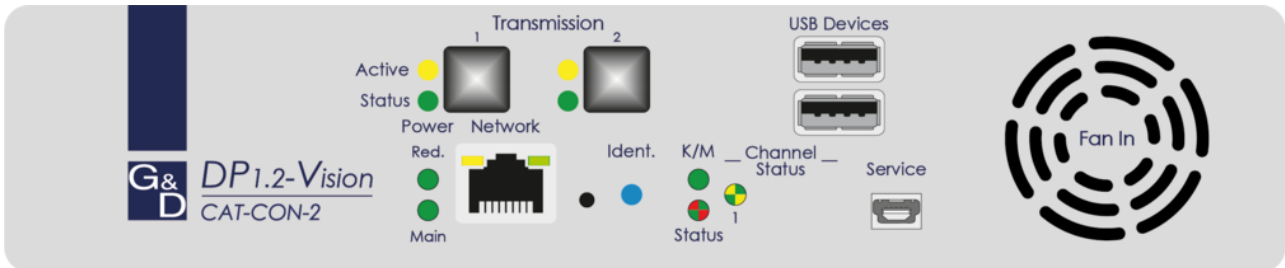 Transmission
1
2
Active
Status
Power
Network
Red.
Main
G&
D
DP1.2-Vision
CAT-CON-2
Ident.
USB Devices
K/M
Channel
Status
1
Status
Service
Fan In